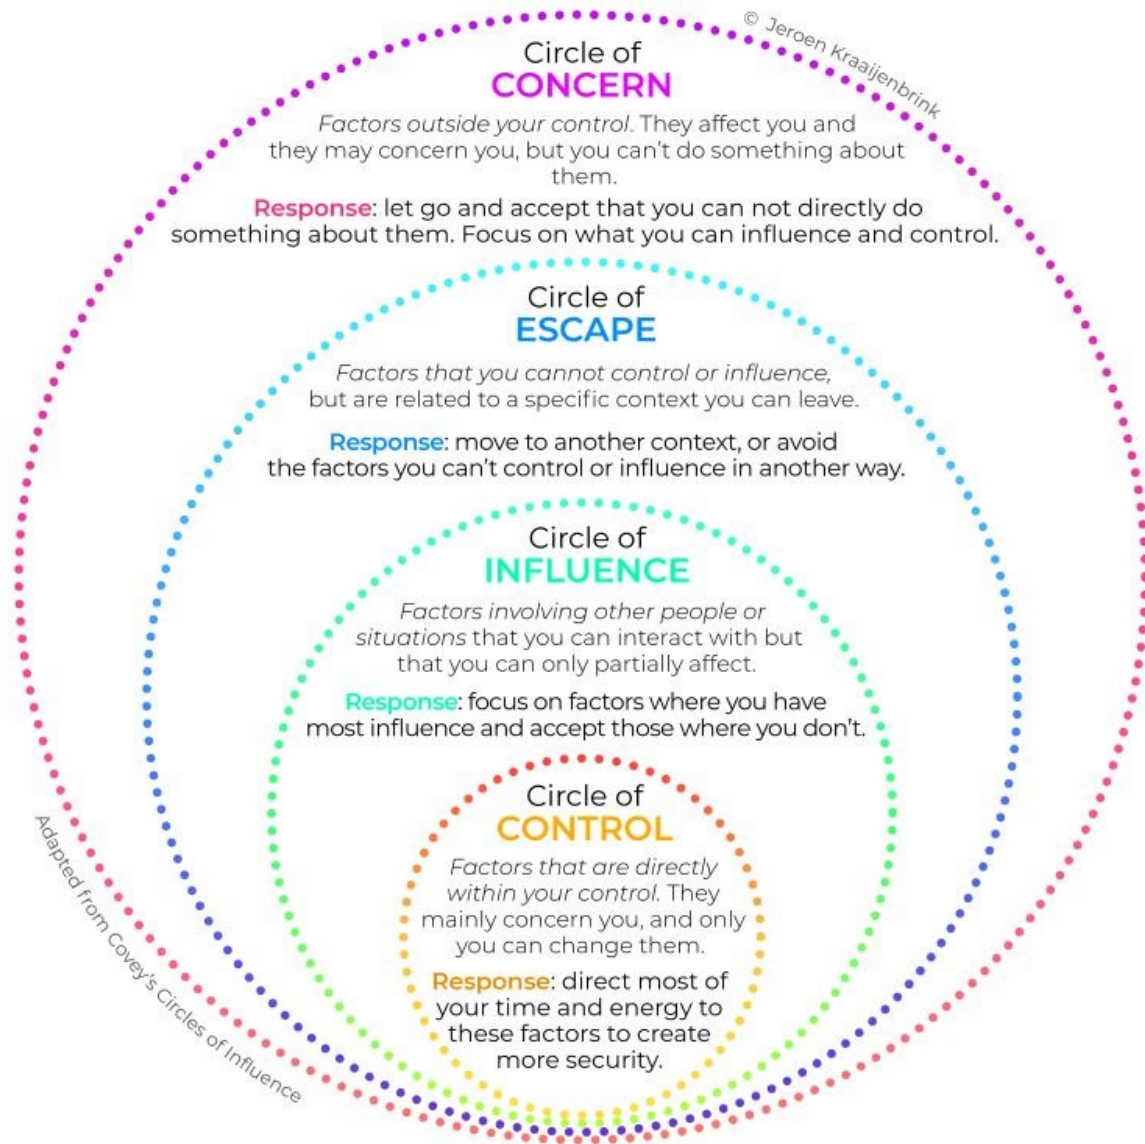 © Jeroen Kraaijenbrink
Circle of
CONCERN
Factors outside your control. They affect you and
they may concern you, but you can't do something about
them.
Response: let go and accept that you can not directly do
something about them. Focus on what you can influence and control.
Circle of
ESCAPE
Factors that you cannot control or influence,
but are related to a specific context you can leave.
Response: move to another context, or avoid
the factors you can't control or influence in another way.
Circle of
INFLUENCE
Factors involving other people or
situations that you can interact with but
that you can only partially affect.
Response: focus on factors where you have
most influence and accept those where you don't.
Circle of
CONTROL
Factors that are directly
within your control. They
mainly concern you, and only
you can change them.
Response: direct most of
your time and energy to
these factors to create
more security.
Adapted from Covey's Circles of Influence